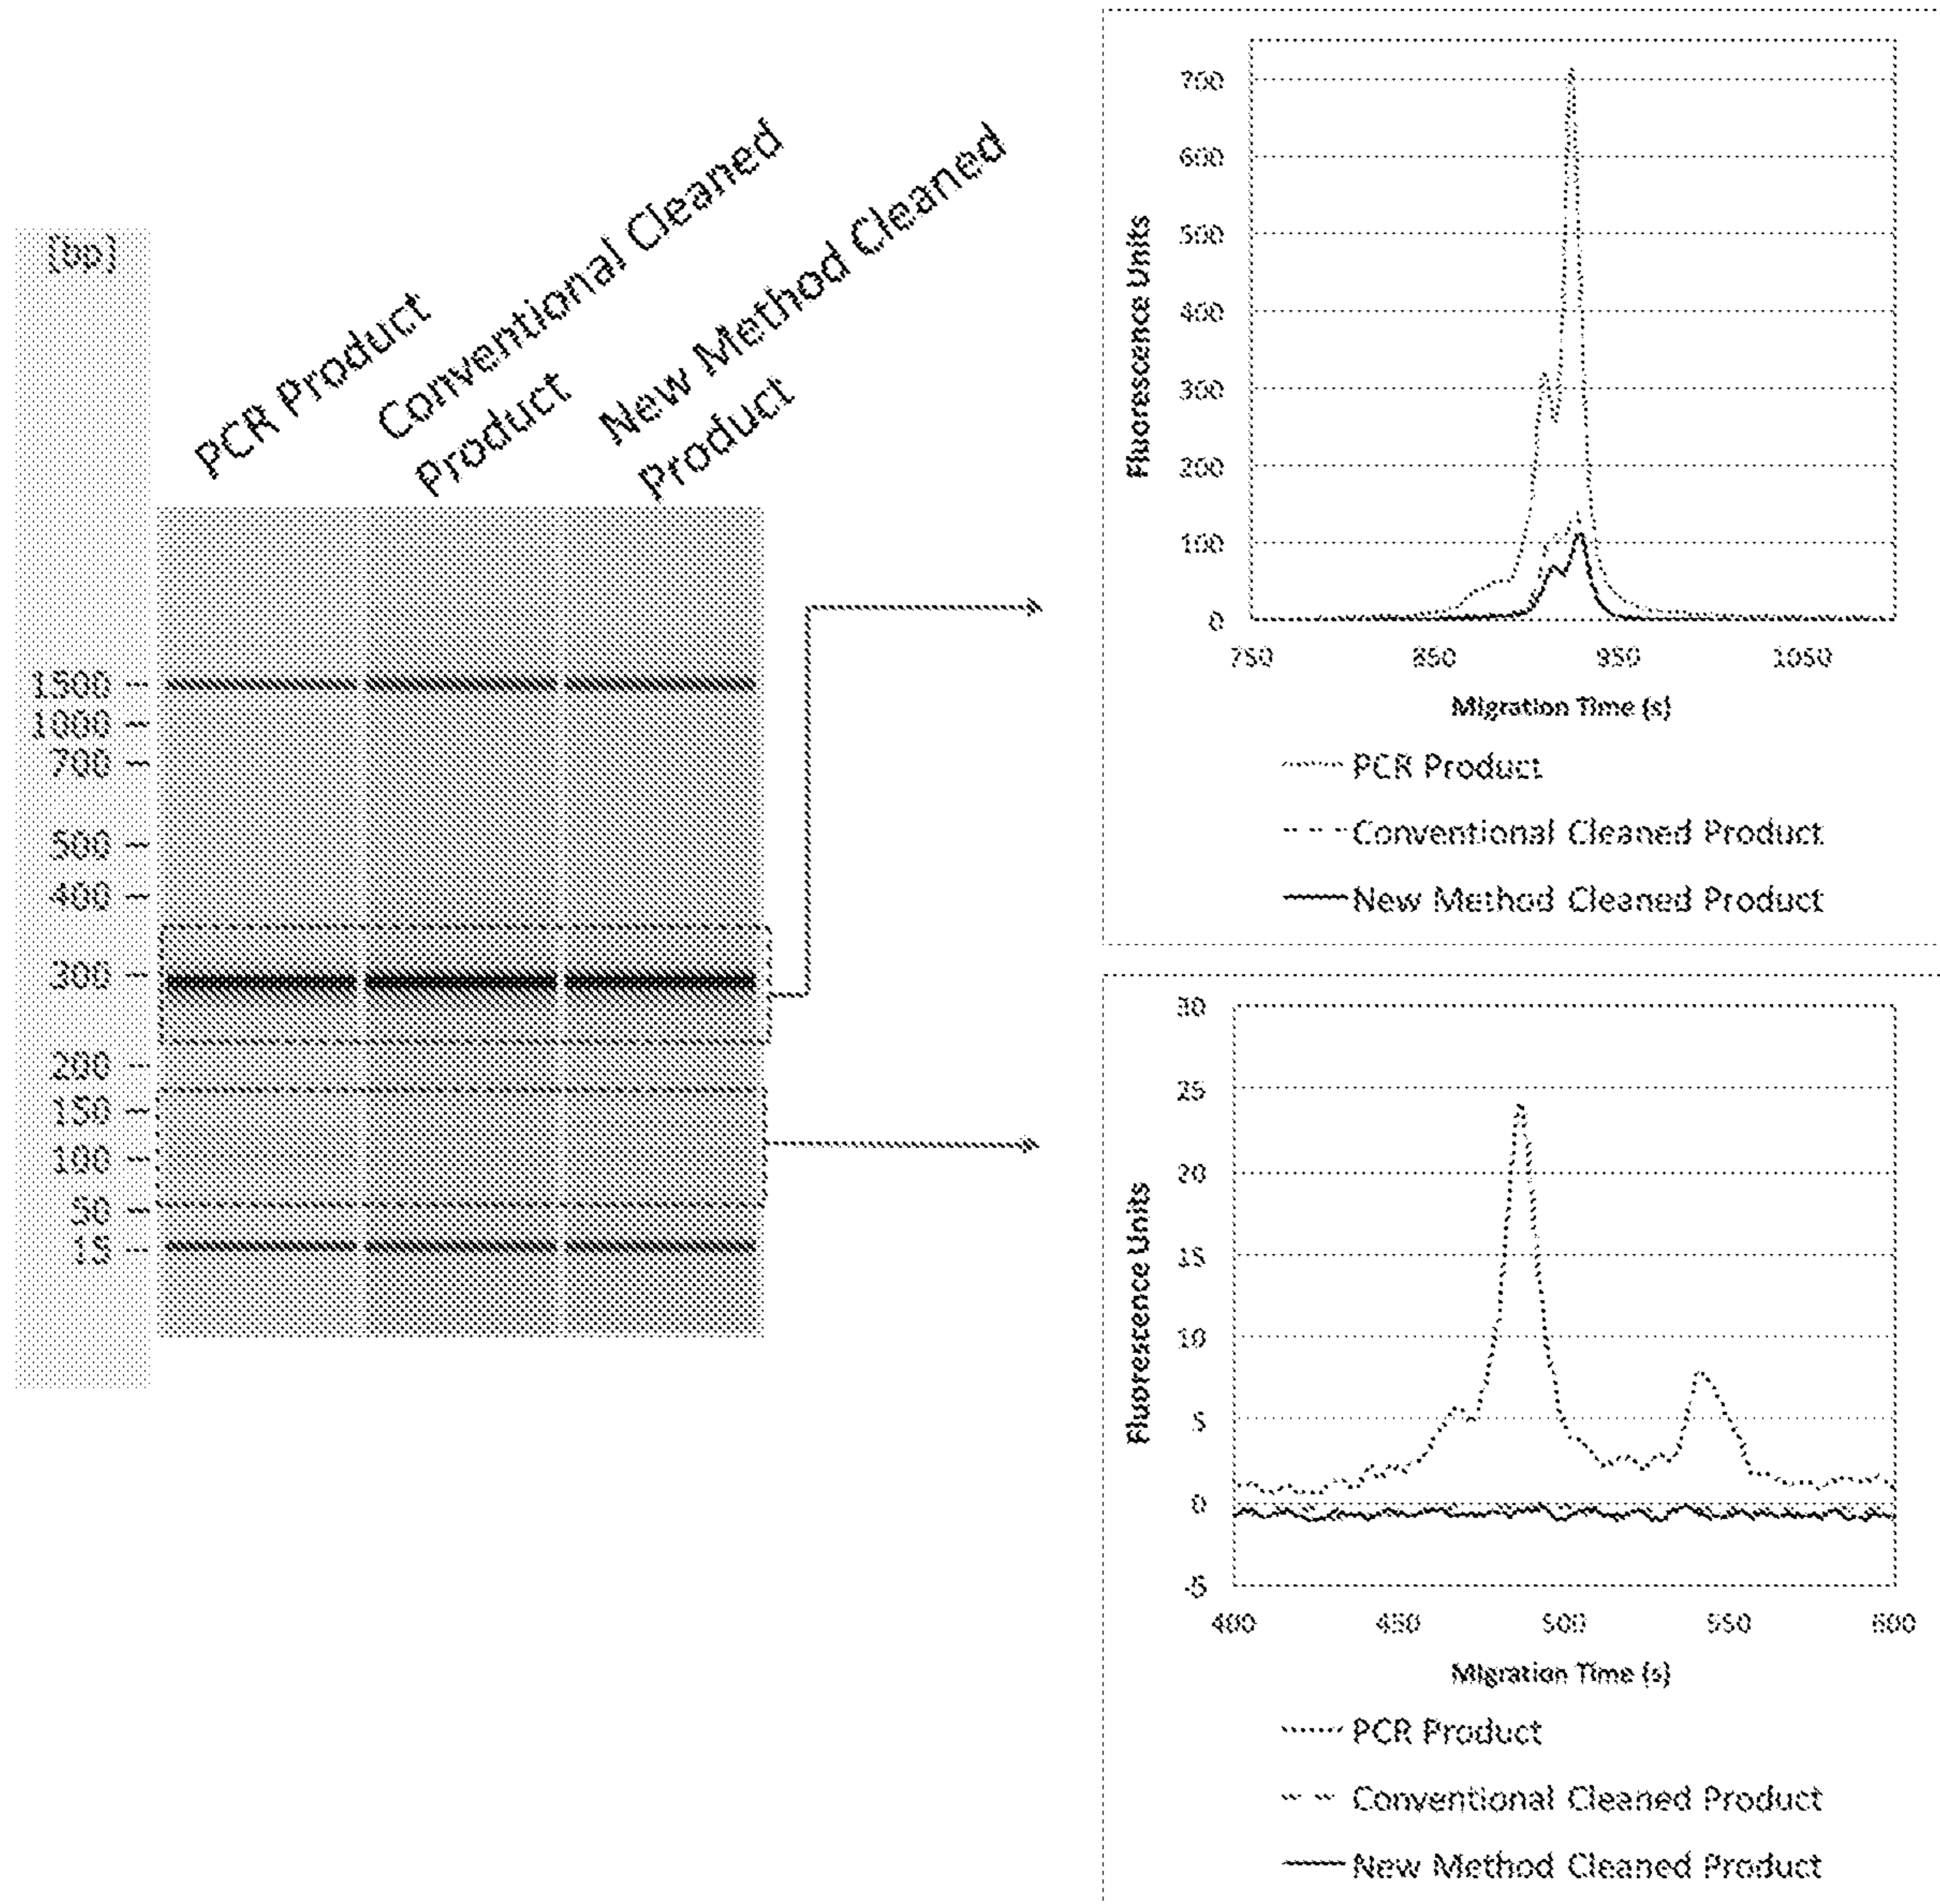 [bp]
1500
1000
700
500
400
300
200
150
100
50
15
PCR Product
Conventional Cleaned
Product
New Method Cleaned
Product
Fluorescence Units
700
600
500
400
300
200
100
0
750 850 950 1050
Migration Time (s)
PCR Product
Conventional Cleaned Product
New Method Cleaned Product
Fluorescence Units
30
25
20
15
10
5
0
-5
400 450 500 550 600
Migration Time (s)
PCR Product
Conventional Cleaned Product
New Method Cleaned Product